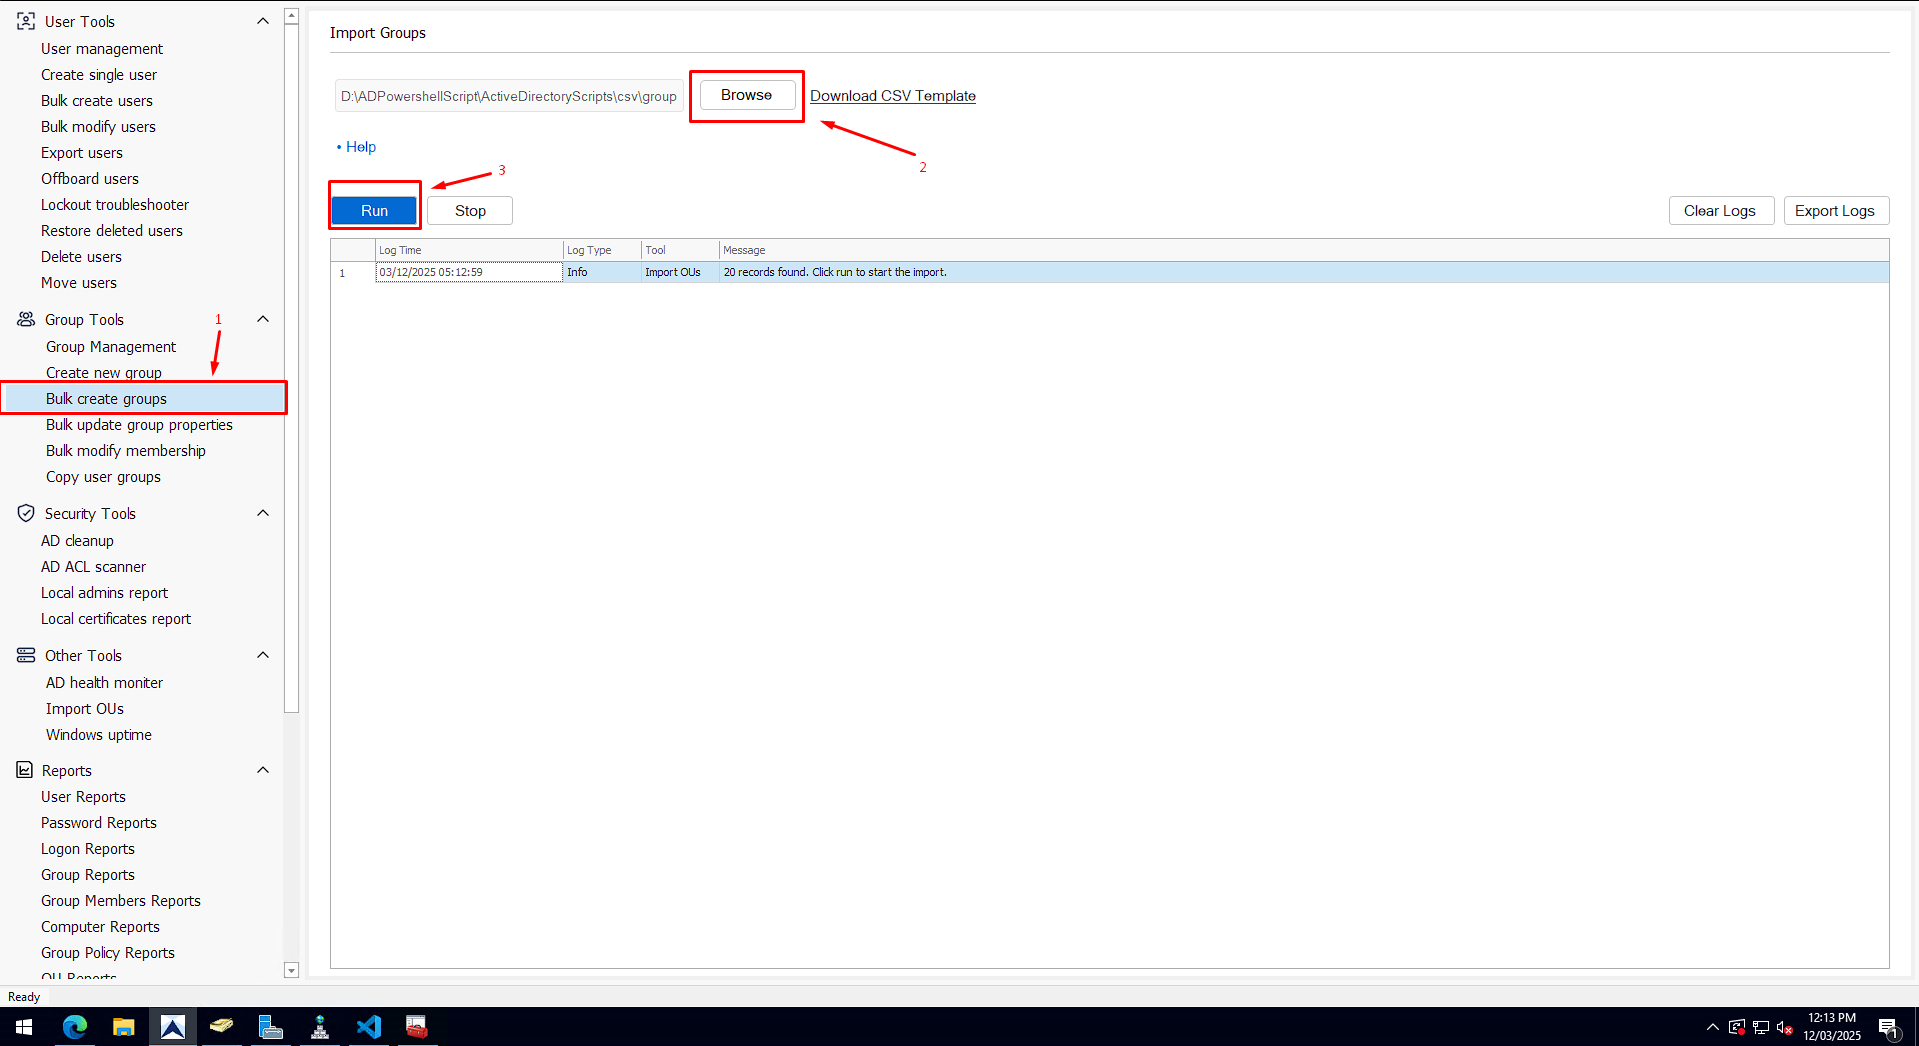 User Tools
User management
Create single user
Bulk create users
Bulk modify users
Export users
Offboard users
Lockout troubleshooter
Restore deleted users
Delete users
Move users
Group Tools
1
Group Management
Create new group
Bulk create groups
Bulk update group properties
Bulk modify membership
Copy user groups
Security Tools
AD cleanup
AD ACL scanner
Local admins report
Local certificates report
Other Tools
AD health moniter
Import OUs
Windows uptime
Reports
User Reports
Password Reports
Logon Reports
Group Reports
Group Members Reports
Computer Reports
Group Policy Reports
OU Reports
Import Groups
D:\ADPowershellScript\ActiveDirectoryScripts\csv\group
Browse
Download CSV Template
2
• Help
3
Run
Stop
Clear Logs
Export Logs
Log Time
Log Type
Tool
Message
1
03/12/2025 05:12:59
Info
Import OUs
20 records found. Click run to start the import.
Ready
12:13 PM
12/03/2025
1